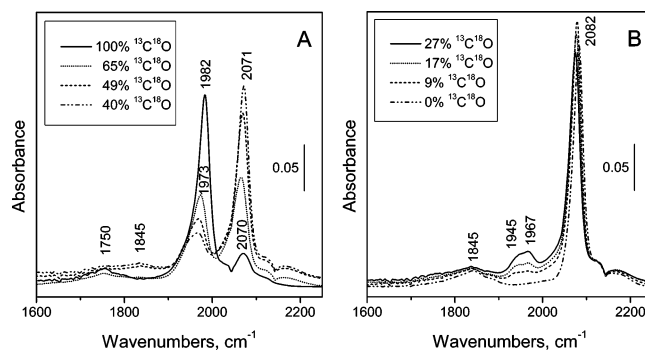 A
100% ¹³C¹⁸O
65% ¹³C¹⁸O
49% ¹³C¹⁸O
40% ¹³C¹⁸O
1982
2071
1973
2070
1750
1845
0.05
Absorbance
1600 1800 2000 2200
Wavenumbers, cm⁻¹
B
27% ¹³C¹⁸O
17% ¹³C¹⁸O
9% ¹³C¹⁸O
0% ¹³C¹⁸O
2082
1845
1945
1967
0.05
Absorbance
1600 1800 2000 2200
Wavenumbers, cm⁻¹